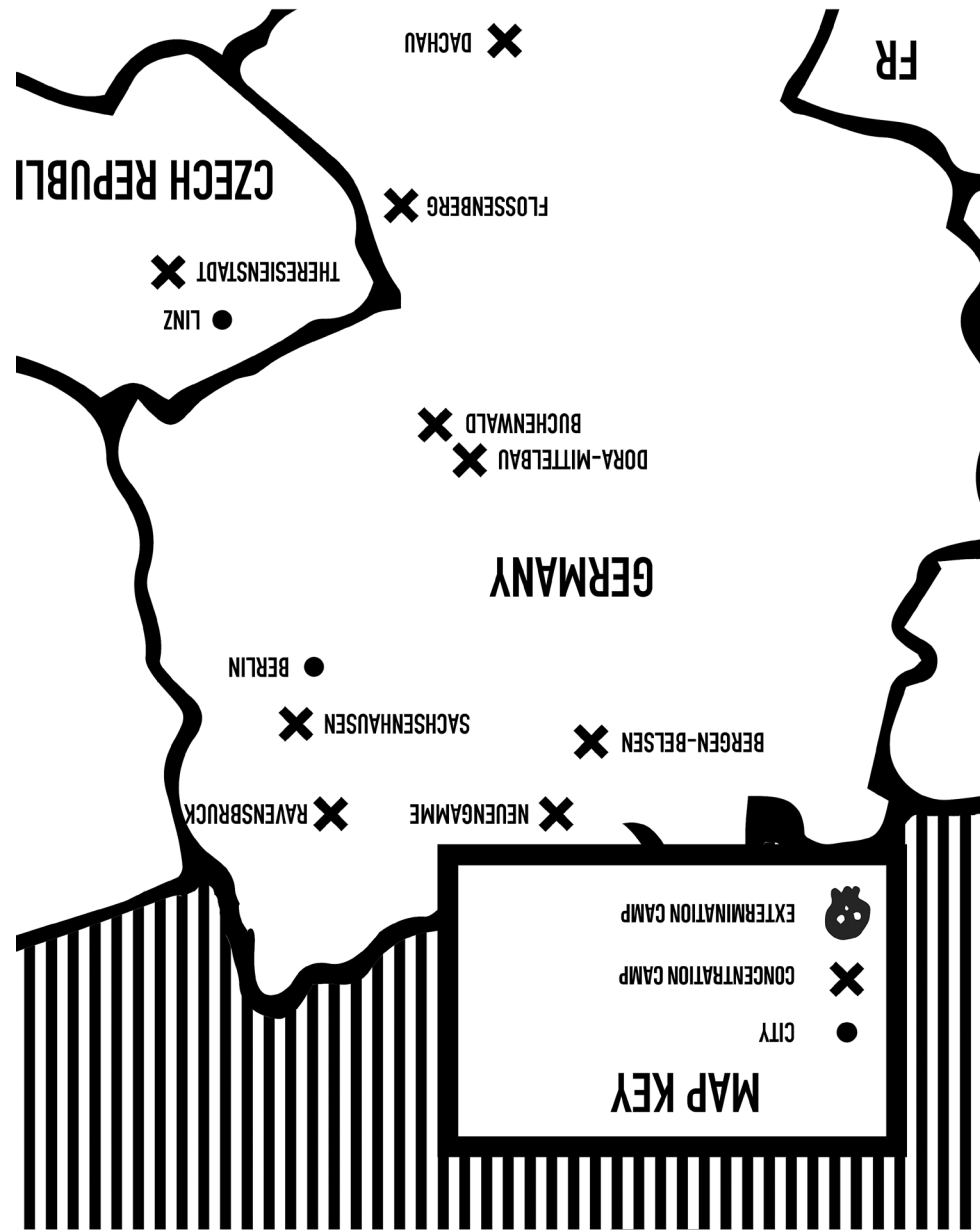 MAP KEY
CITY
CONCENTRATION CAMP
EXTERMINATION CAMP
NEUENGAMME
RAVENSBRUCK
BERGEN-BELSEN
SACHSENHAUSEN
BERLIN
GERMANY
DORA-MITTELBAU
BUCHENWALD
LINZ
THERESIENSTADT
FLOSSENBERG
CZECH REPUBLI
FR
DACHAU